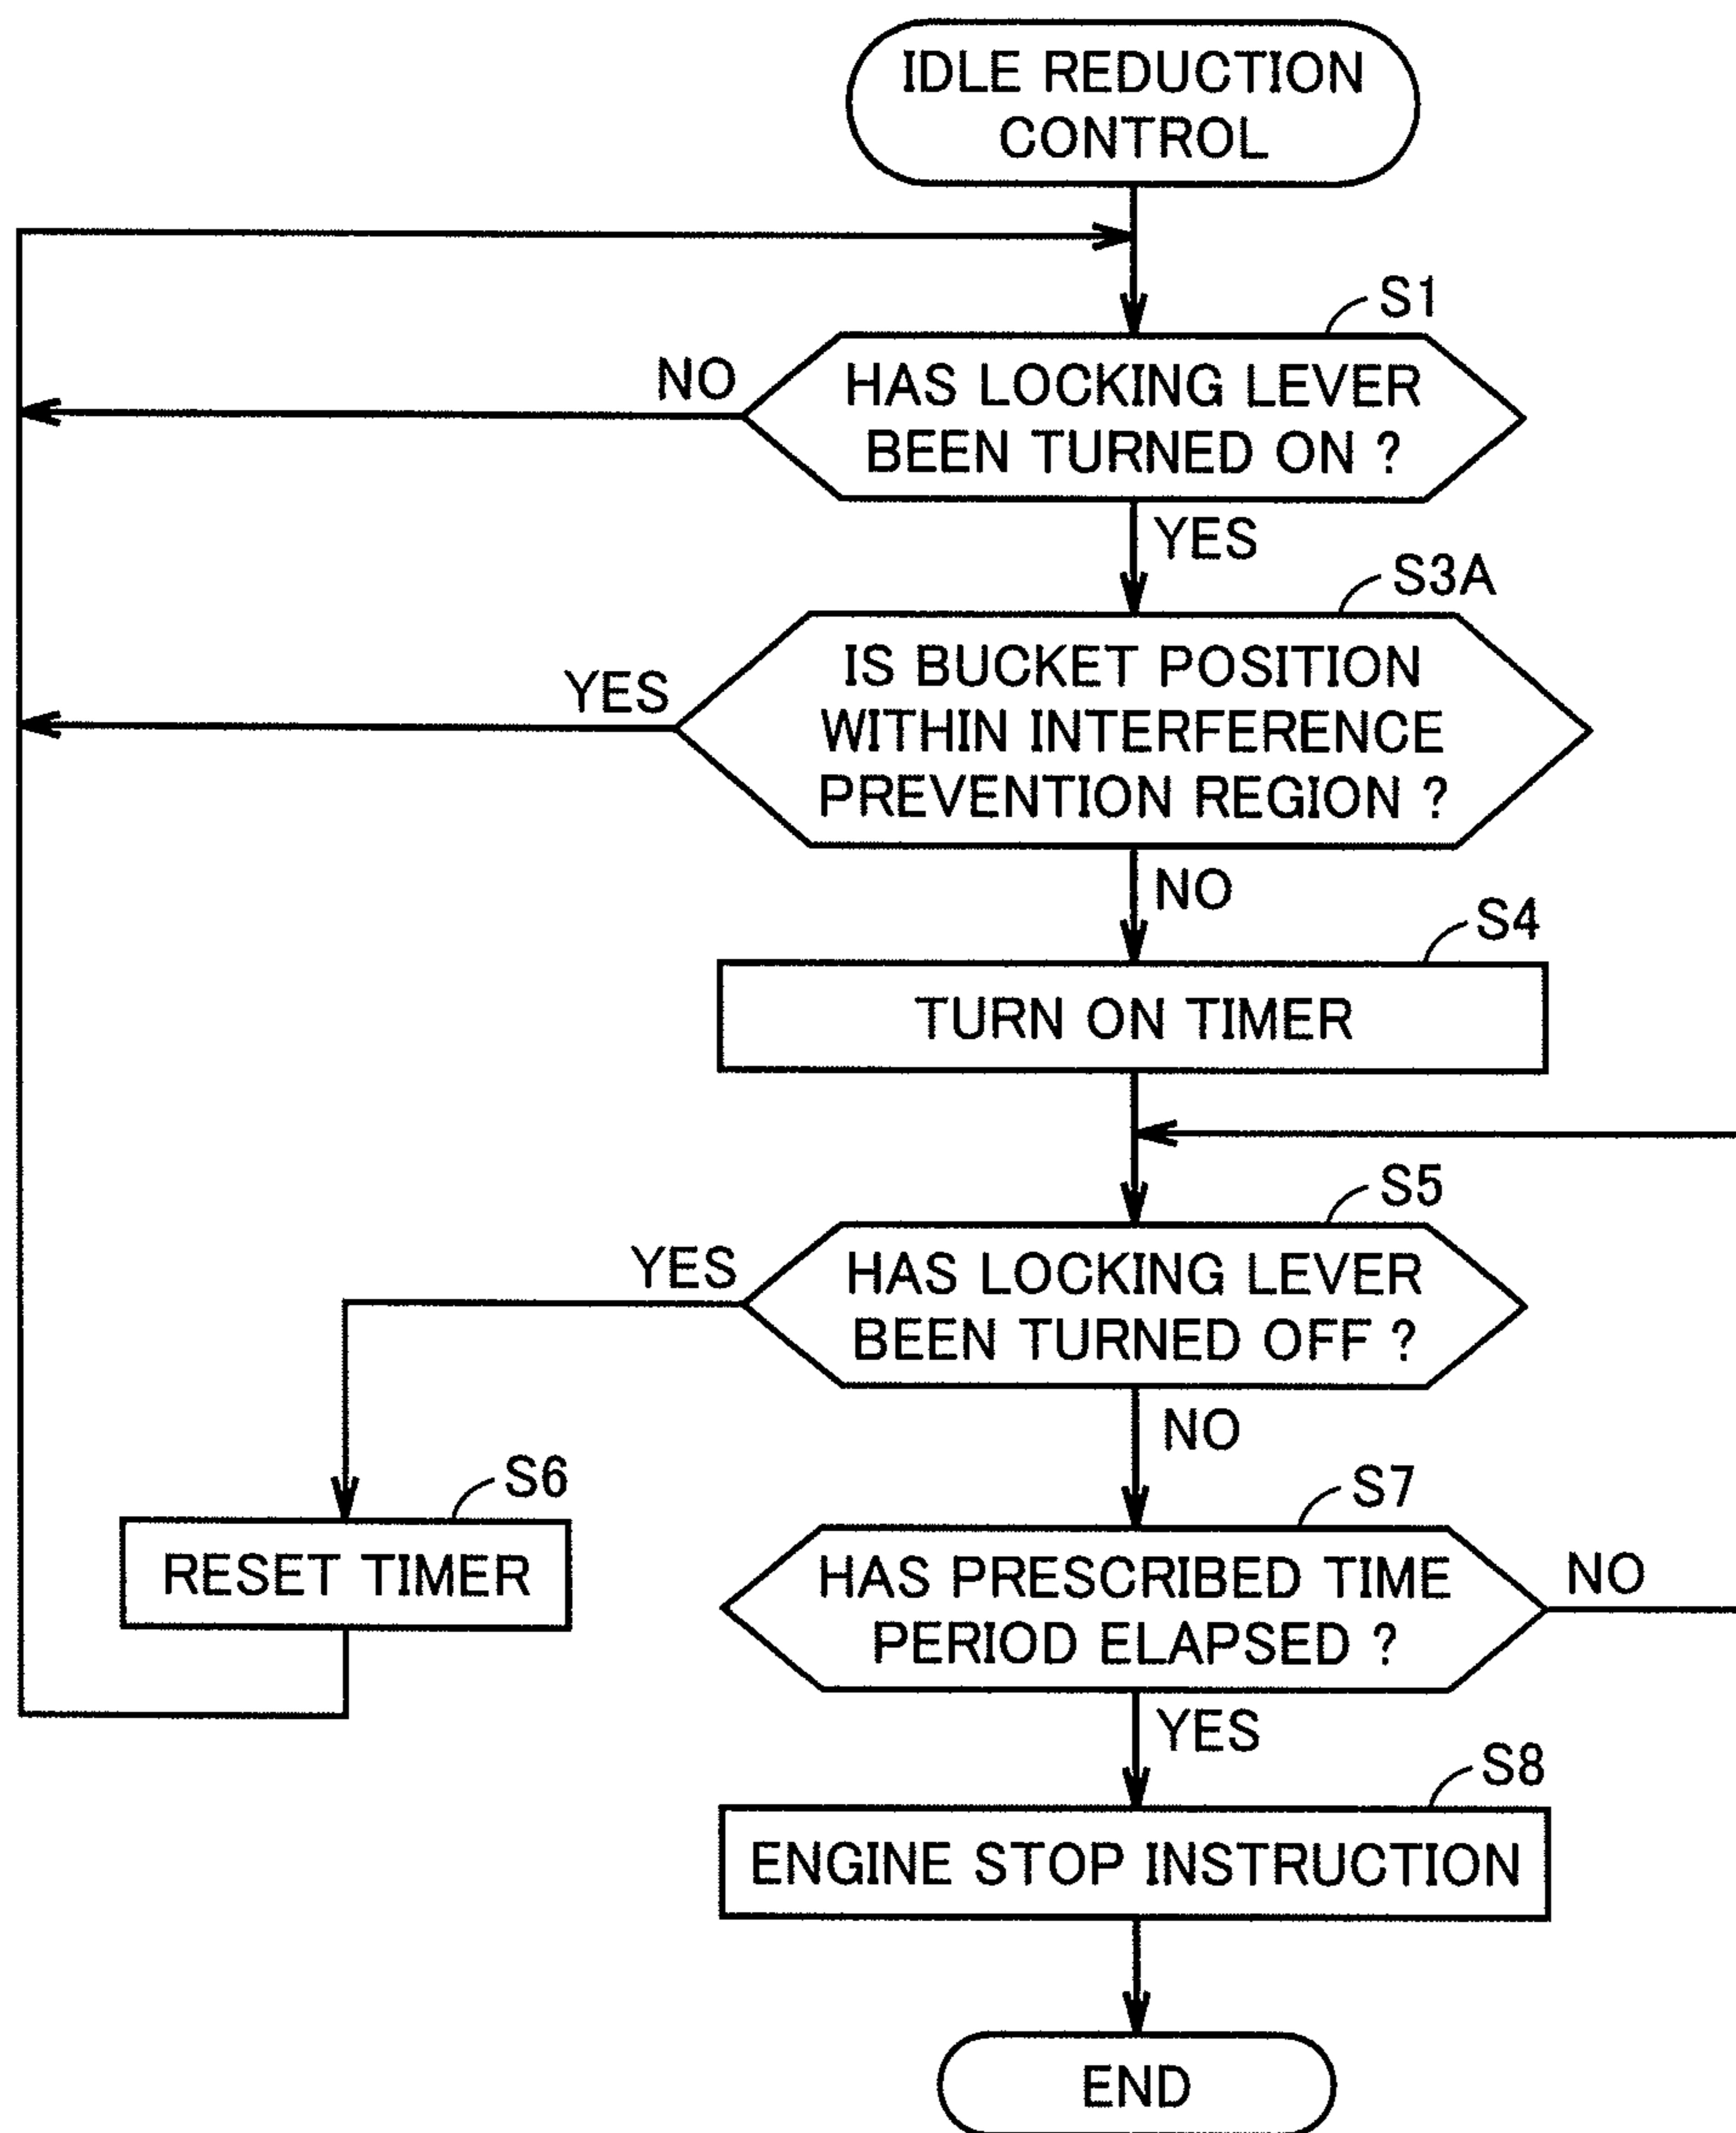 IDLE REDUCTION
CONTROL
S1
NO
HAS LOCKING LEVER
BEEN TURNED ON ?
YES
S3A
YES
IS BUCKET POSITION
WITHIN INTERFERENCE
PREVENTION REGION ?
NO
S4
TURN ON TIMER
S5
YES
HAS LOCKING LEVER
BEEN TURNED OFF ?
NO
S6
RESET TIMER
S7
HAS PRESCRIBED TIME
PERIOD ELAPSED ?
NO
YES
S8
ENGINE STOP INSTRUCTION
END